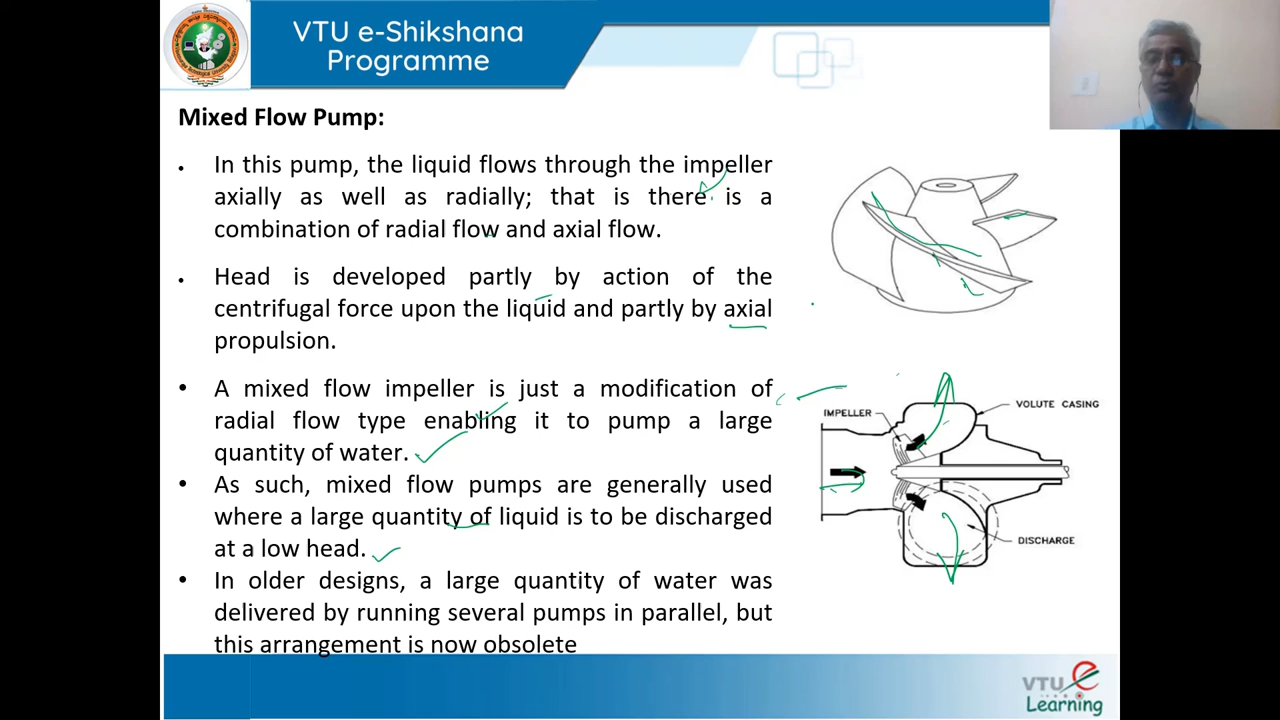 VTU e-Shikshana
Programme
Mixed Flow Pump:
• In this pump, the liquid flows through the impeller
axially as well as radially; that is there is a
combination of radial flow and axial flow.
• Head is developed partly by action of the
centrifugal force upon the liquid and partly by axial
propulsion.
• A mixed flow impeller is just a modification of
radial flow type enabling it to pump a large
quantity of water.
• As such, mixed flow pumps are generally used
where a large quantity of liquid is to be discharged
at a low head.
• In older designs, a large quantity of water was
delivered by running several pumps in parallel, but
this arrangement is now obsolete
IMPELLER
VOLUTE CASING
DISCHARGE
VTU e
Learning